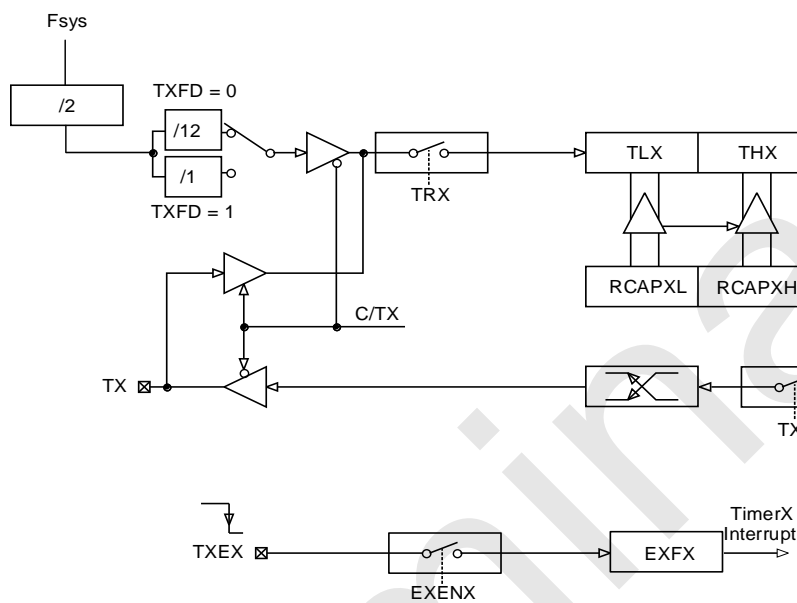 Fsys
/2
TXFD = 0
/12
/1
TXFD = 1
TRX
TLX
THX
RCAPXL
RCAPXH
C/TX
TX
TX
TXEX
EXENX
EXFX
TimerX
Interrupt